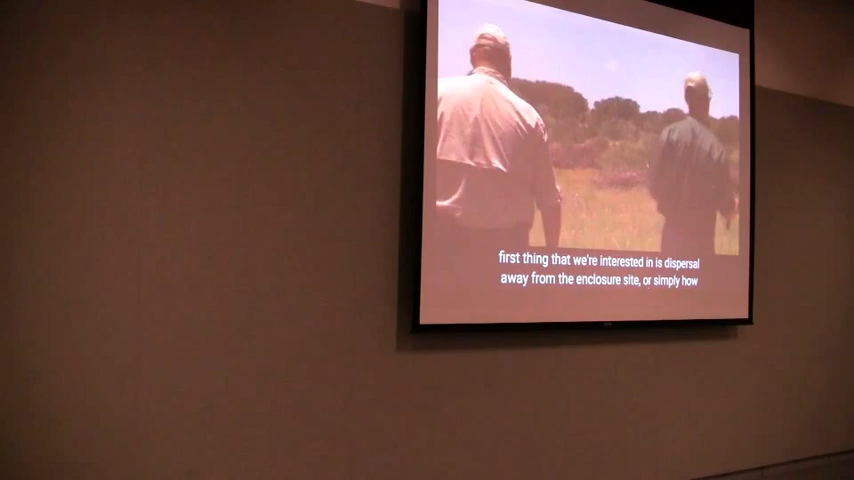 first thing that we're interested in is dispersal
away from the enclosure site, or simply how